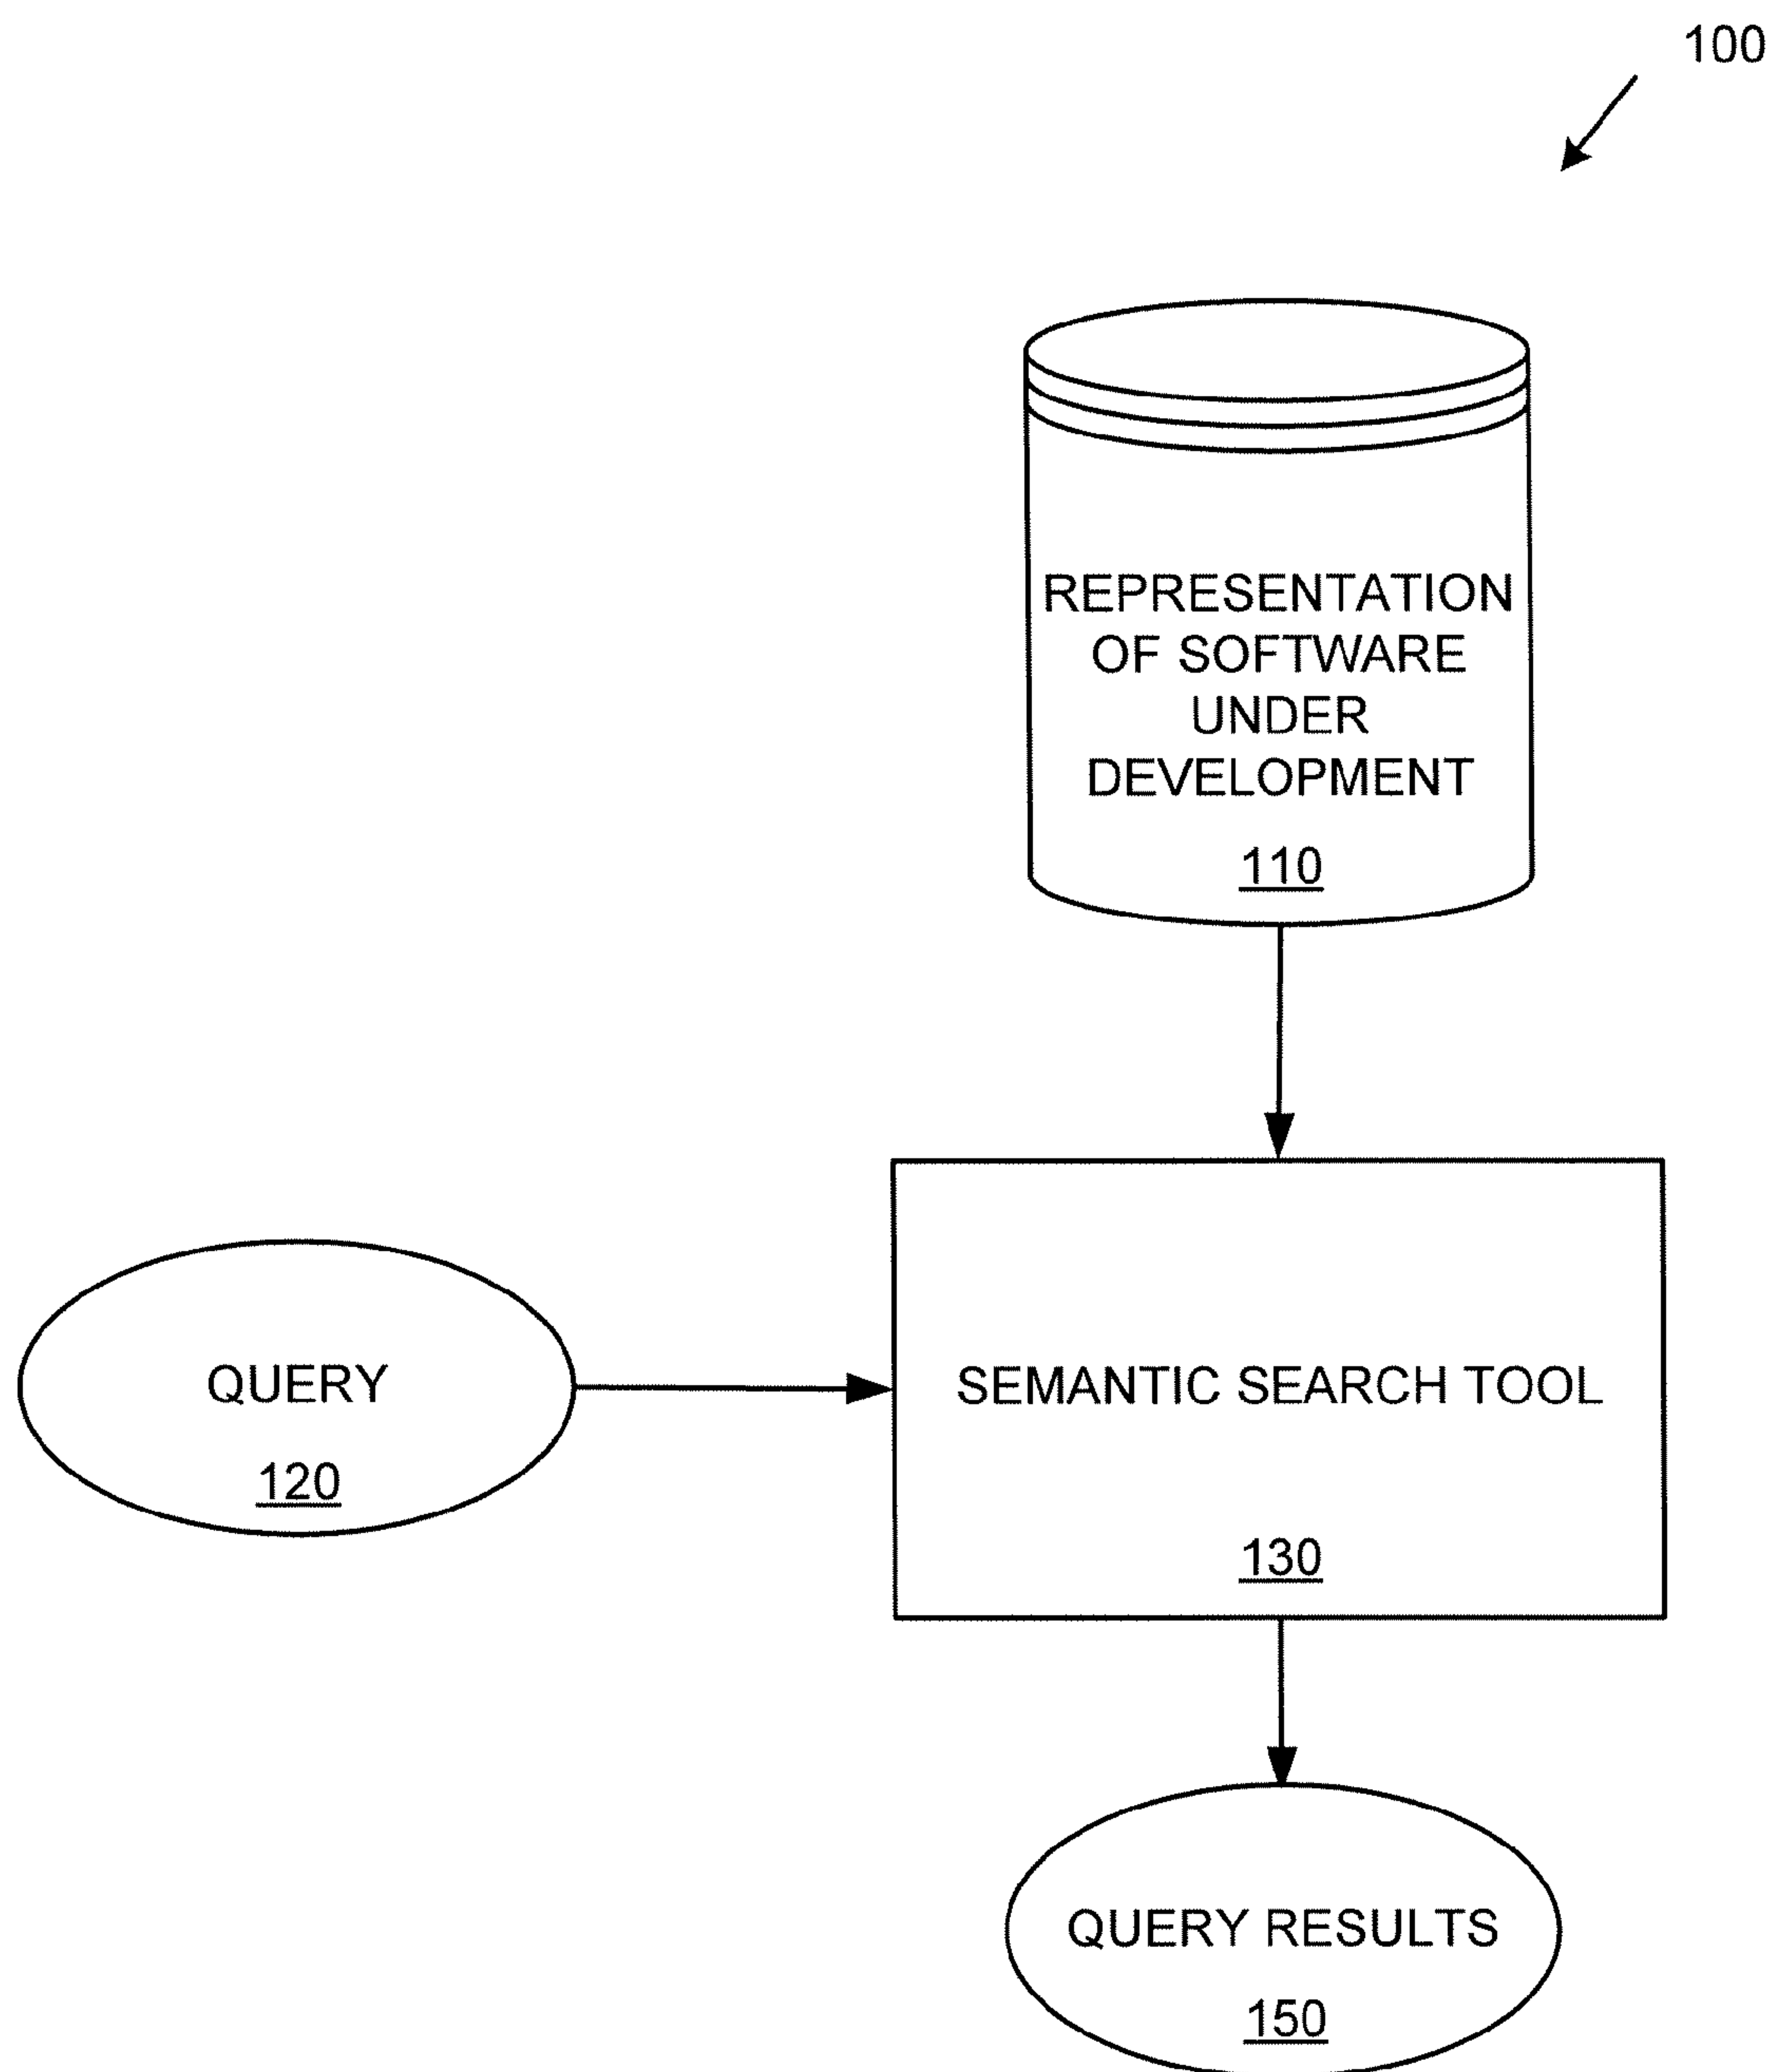 100
REPRESENTATION
OF SOFTWARE
UNDER
DEVELOPMENT
110
QUERY
120
SEMANTIC SEARCH TOOL
130
QUERY RESULTS
150